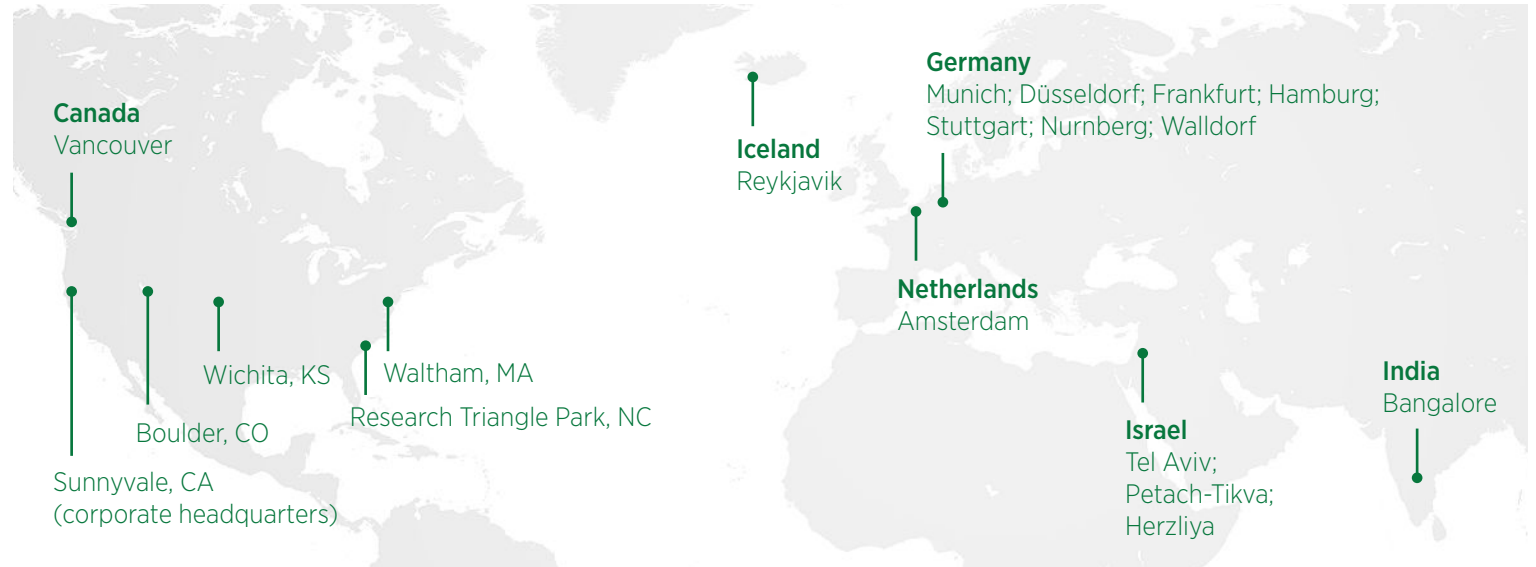 Canada
Vancouver
Wichita, KS
Waltham, MA
Boulder, CO
Research Triangle Park, NC
Sunnyvale, CA
(corporate headquarters)
Iceland
Reykjavik
Germany
Munich; Düsseldorf; Frankfurt; Hamburg;
Stuttgart; Nurnberg; Walldorf
Netherlands
Amsterdam
Israel
Tel Aviv;
Petach-Tikva;
Herzliya
India
Bangalore